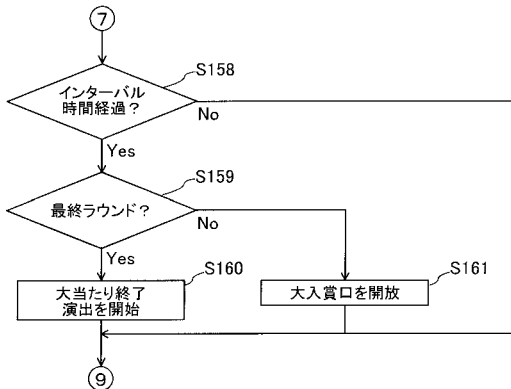 ⑦
S158
インターバル
時間経過？
No
Yes
S159
最終ラウンド？
No
Yes
S160
大当たり終了
演出を開始
S161
大入賞口を開放
⑨